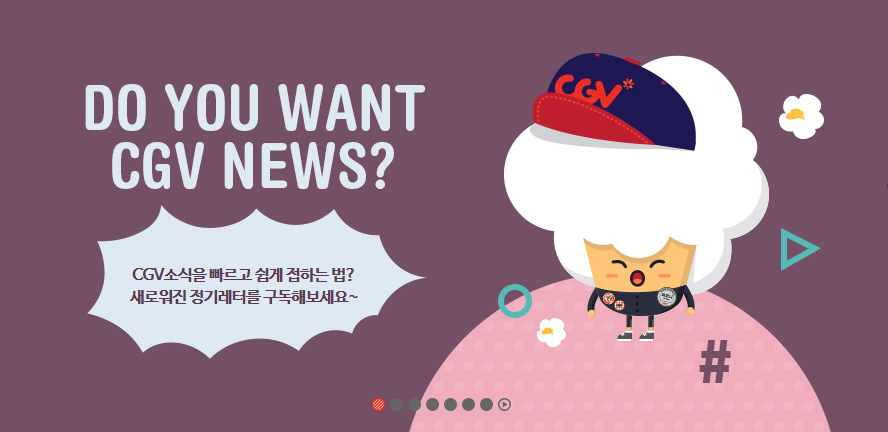 DO YOU WANT
CGV NEWS?
CGV소식을 빠르고 쉽게 접하는 법?
새로워진 정기레터를 구독해보세요~
CGV
#